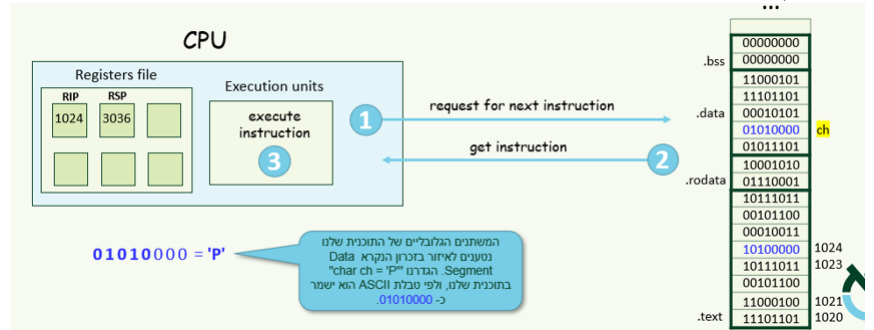 ...
CPU
Registers file
RIP RSP
1024 3036
Execution units
execute
instruction
3
1
request for next instruction
get instruction
2
.bss
00000000
00000000
.data
11000101
11101101
00010101
01010000 ch
01011101
.rodata
10001010
01110001
10111011
00101100
00010011
10100000 1024
10111011 1023
00101100
11000100 1021
.text 11101101 1020
01010000 = 'P'
המשתנים הגלובליים של התוכנית שלנו
נטענים לאיזור בזכרון הנקרא Data
Segment. הגדרנו "char ch = 'P'"
בתוכנית שלנו, ולפי טבלת ASCII הוא ישמר
כ- 01010000.